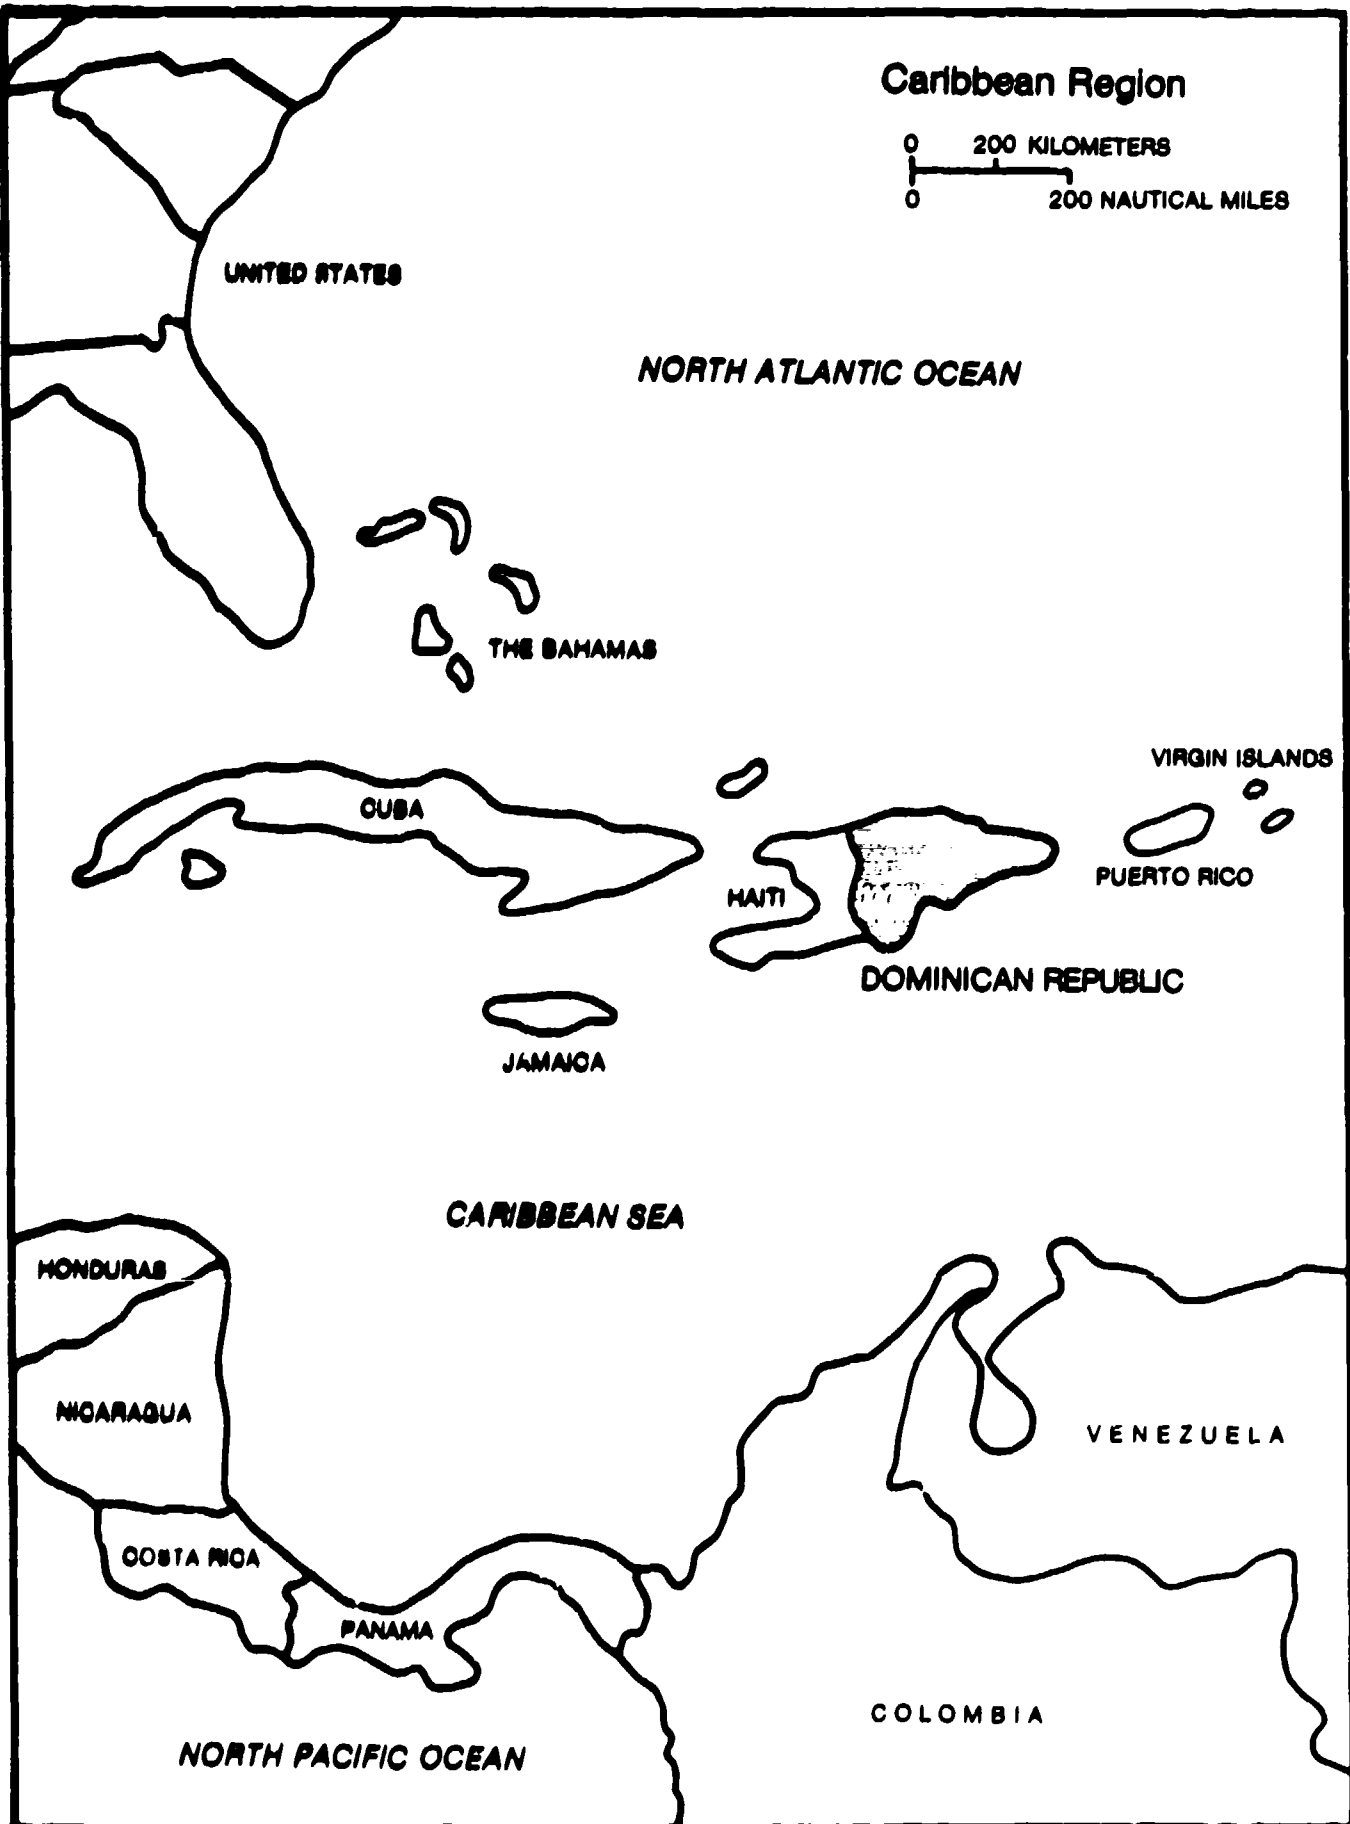 Caribbean Region
0 200 KILOMETERS
0 200 NAUTICAL MILES
UNITED STATES
NORTH ATLANTIC OCEAN
THE BAHAMAS
VIRGIN ISLANDS
CUBA
PUERTO RICO
HAITI
DOMINICAN REPUBLIC
JAMAICA
CARIBBEAN SEA
HONDURAS
NICARAGUA
VENEZUELA
COSTA RICA
PANAMA
COLOMBIA
NORTH PACIFIC OCEAN